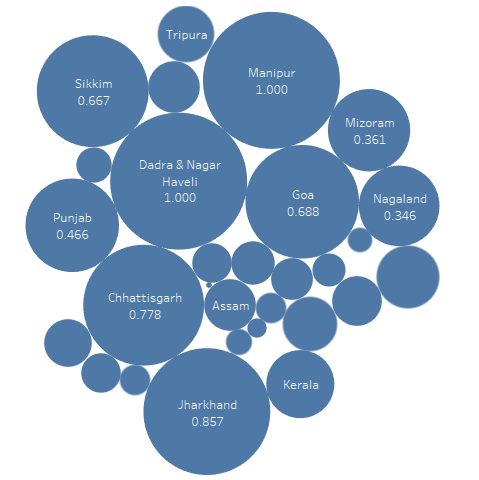 Tripura
Manipur
1.000
Sikkim
0.667
Mizoram
0.361
Dadra & Nagar
Haveli
1.000
Goa
0.688
Nagaland
0.346
Punjab
0.466
Chhattisgarh
0.778
Assam
Kerala
Jharkhand
0.857